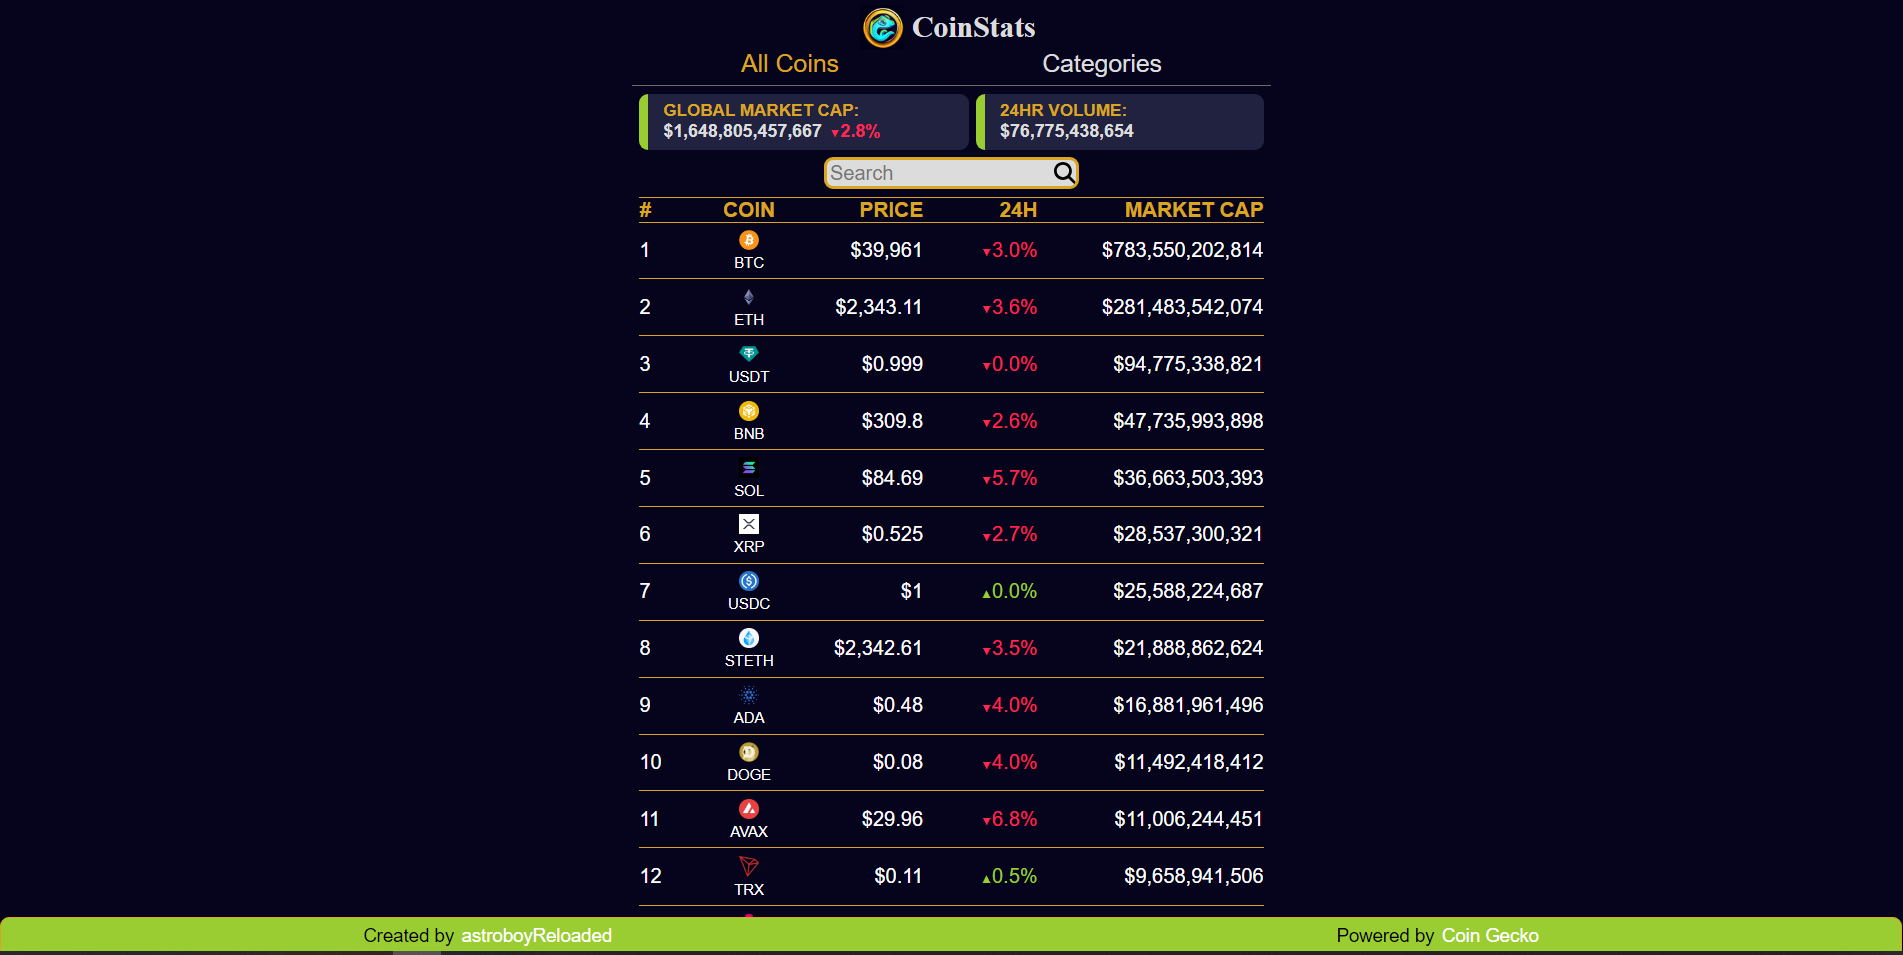 CoinStats
All Coins Categories
GLOBAL MARKET CAP:
$1,648,805,457,667 ▼2.8%
24HR VOLUME:
$76,775,438,654
Search
# COIN PRICE 24H MARKET CAP
1 BTC $39,961 ▼3.0% $783,550,202,814
2 ETH $2,343.11 ▼3.6% $281,483,542,074
3 USDT $0.999 ▼0.0% $94,775,338,821
4 BNB $309.8 ▼2.6% $47,735,993,898
5 SOL $84.69 ▼5.7% $36,663,503,393
6 XRP $0.525 ▼2.7% $28,537,300,321
7 USDC $1 ▲0.0% $25,588,224,687
8 STETH $2,342.61 ▼3.5% $21,888,862,624
9 ADA $0.48 ▼4.0% $16,881,961,496
10 DOGE $0.08 ▼4.0% $11,492,418,412
11 AVAX $29.96 ▼6.8% $11,006,244,451
12 TRX $0.11 ▲0.5% $9,658,941,506
Created by astroboyReloaded Powered by Coin Gecko